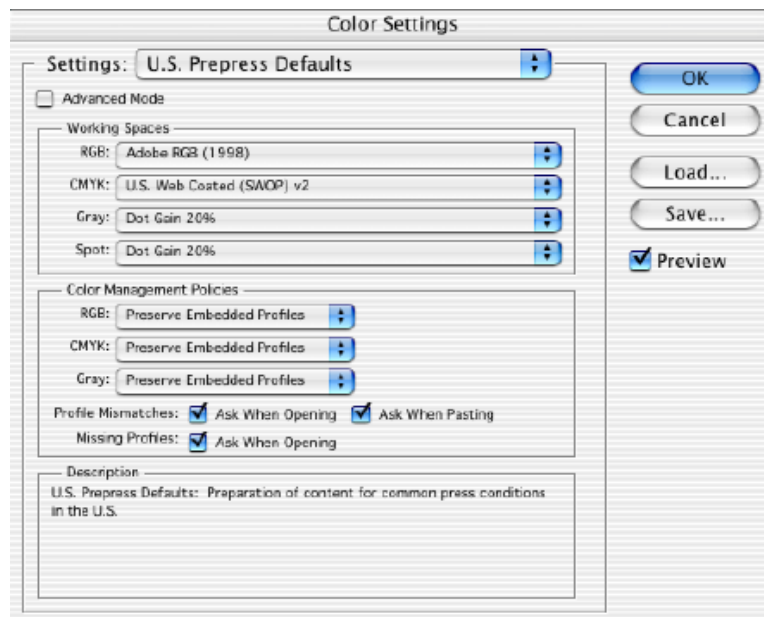 Color Settings
Settings: U.S. Prepress Defaults
Advanced Mode
Working Spaces
RGB: Adobe RGB (1998)
CMYK: U.S. Web Coated (SWOP) v2
Gray: Dot Gain 20%
Spot: Dot Gain 20%
Color Management Policies
RGB: Preserve Embedded Profiles
CMYK: Preserve Embedded Profiles
Gray: Preserve Embedded Profiles
Profile Mismatches: Ask When Opening Ask When Pasting
Missing Profiles: Ask When Opening
Description
U.S. Prepress Defaults: Preparation of content for common press conditions
in the U.S.
OK
Cancel
Load...
Save...
Preview